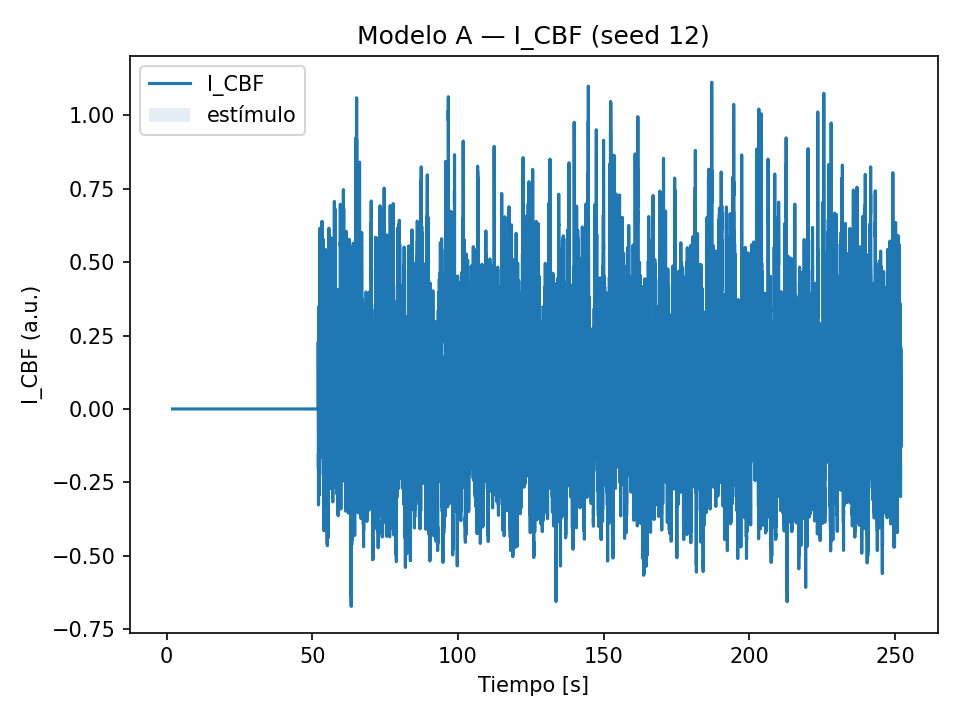 Modelo A — I_CBF (seed 12)
I_CBF
estímulo
1.00
0.75
0.50
0.25
0.00
−0.25
−0.50
−0.75
I_CBF (a.u.)
0
50
100
150
200
250
Tiempo [s]